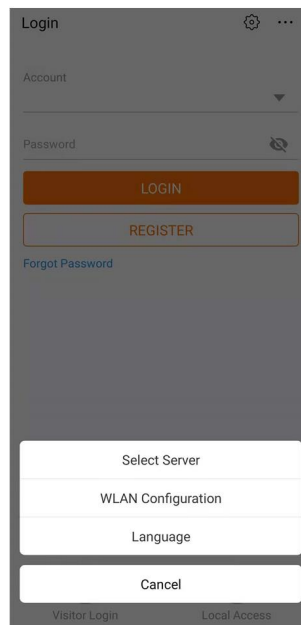 Login
Account
Password
LOGIN
REGISTER
Forgot Password
Select Server
WLAN Configuration
Language
Cancel
Visitor Login Local Access